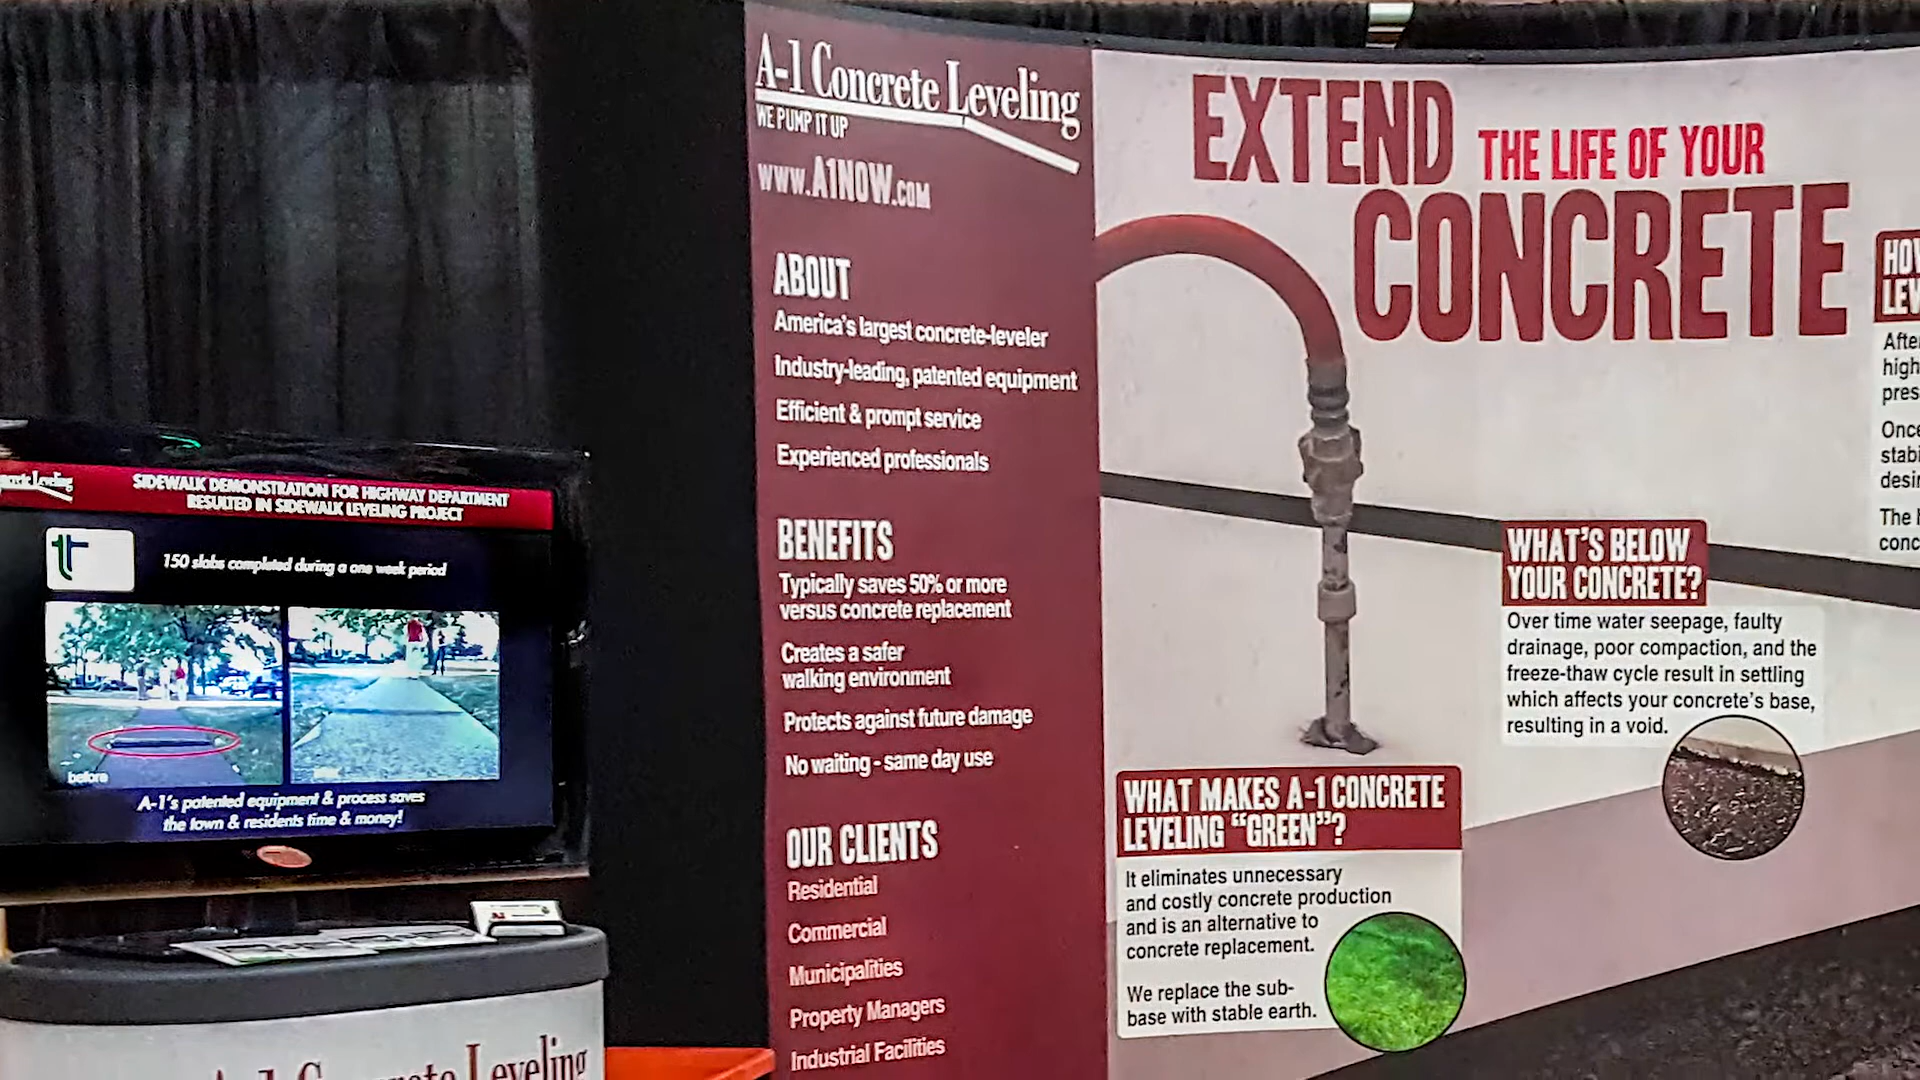 A-1 Concrete Leveling
WE PUMP IT UP
www.A1NOW.com
ABOUT
America's largest concrete-leveler
Industry-leading, patented equipment
Efficient & prompt service
Experienced professionals
BENEFITS
Typically saves 50% or more
versus concrete replacement
Creates a safer
walking environment
Protects against future damage
No waiting - same day use
OUR CLIENTS
Residential
Commercial
Municipalities
Property Managers
Industrial Facilities
EXTEND THE LIFE OF YOUR
CONCRETE
WHAT'S BELOW
YOUR CONCRETE?
Over time water seepage, faulty
drainage, poor compaction, and the
freeze-thaw cycle result in settling
which affects your concrete's base,
resulting in a void.
WHAT MAKES A-1 CONCRETE
LEVELING "GREEN"?
It eliminates unnecessary
and costly concrete production
and is an alternative to
concrete replacement.
We replace the sub-
base with stable earth.
The
Leveling
SIDEWALK DEMONSTRATION FOR HIGHWAY DEPARTMENT
RESULTED IN SIDEWALK LEVELING PROJECT
150 slabs completed during a one week period
before
A-1's patented equipment & process saves
the town & residents time & money!
A-1 Concrete Leveling